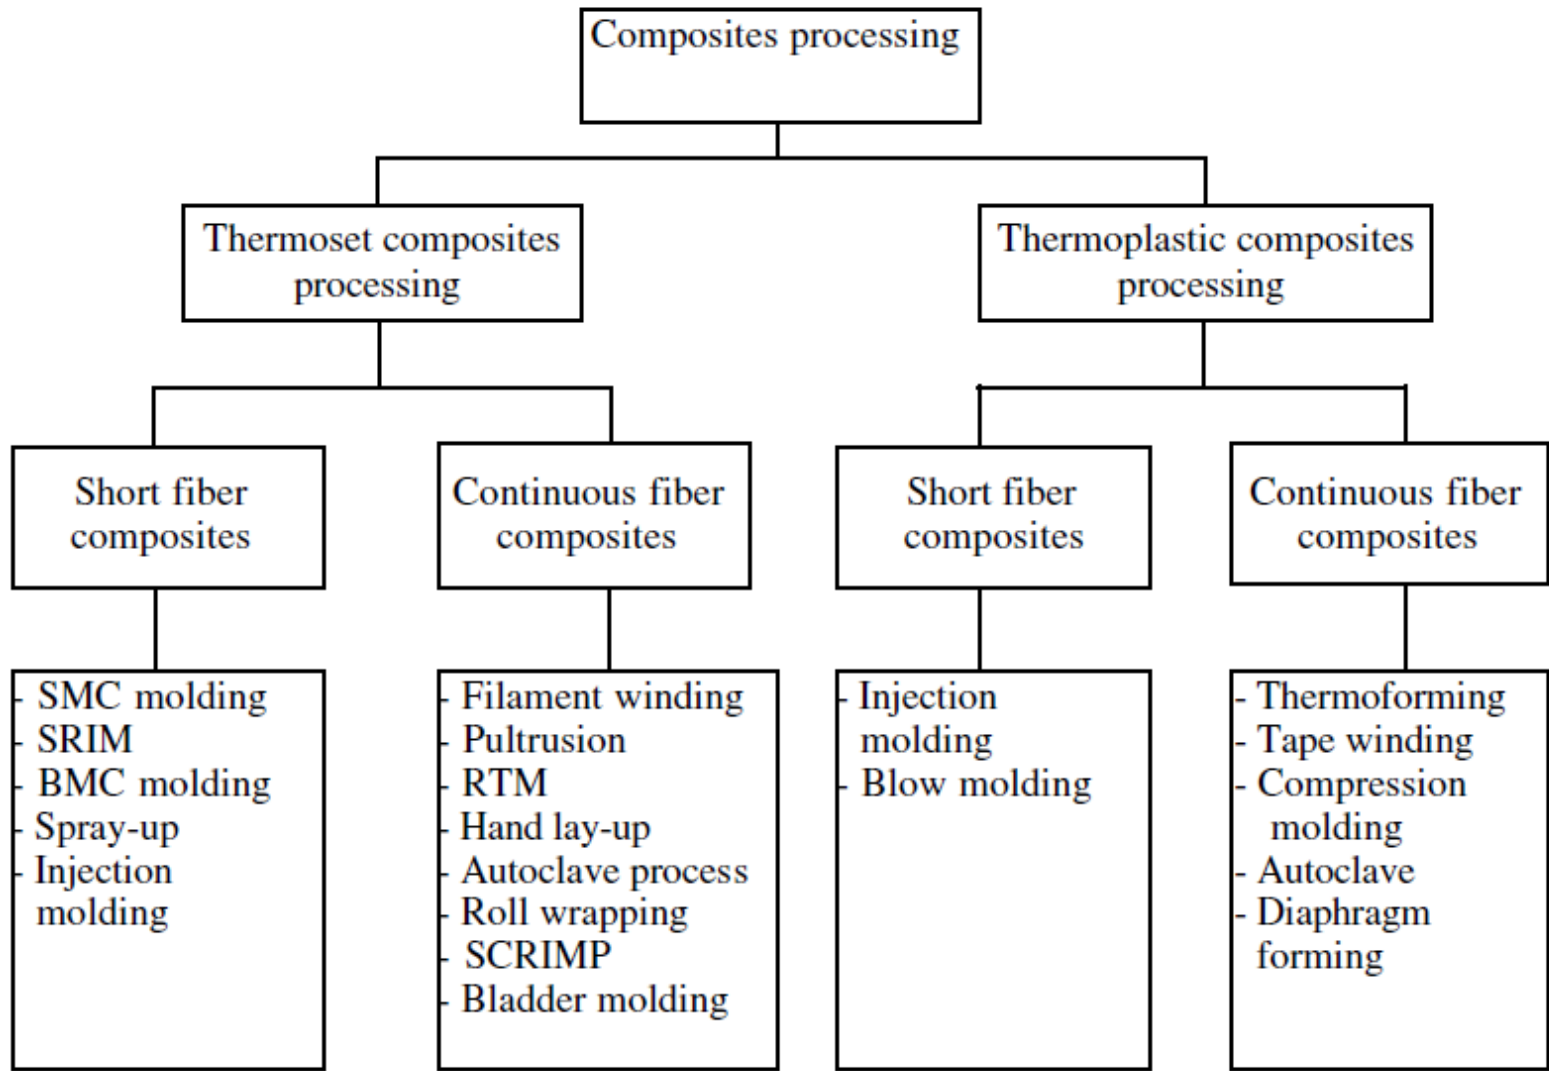 Composites processing
Thermoset composites
processing
Thermoplastic composites
processing
Short fiber
composites
Continuous fiber
composites
Short fiber
composites
Continuous fiber
composites
- SMC molding
- SRIM
- BMC molding
- Spray-up
- Injection
molding
- Filament winding
- Pultrusion
- RTM
- Hand lay-up
- Autoclave process
- Roll wrapping
- SCRIMP
- Bladder molding
- Injection
molding
- Blow molding
- Thermoforming
- Tape winding
- Compression
molding
- Autoclave
- Diaphragm
forming